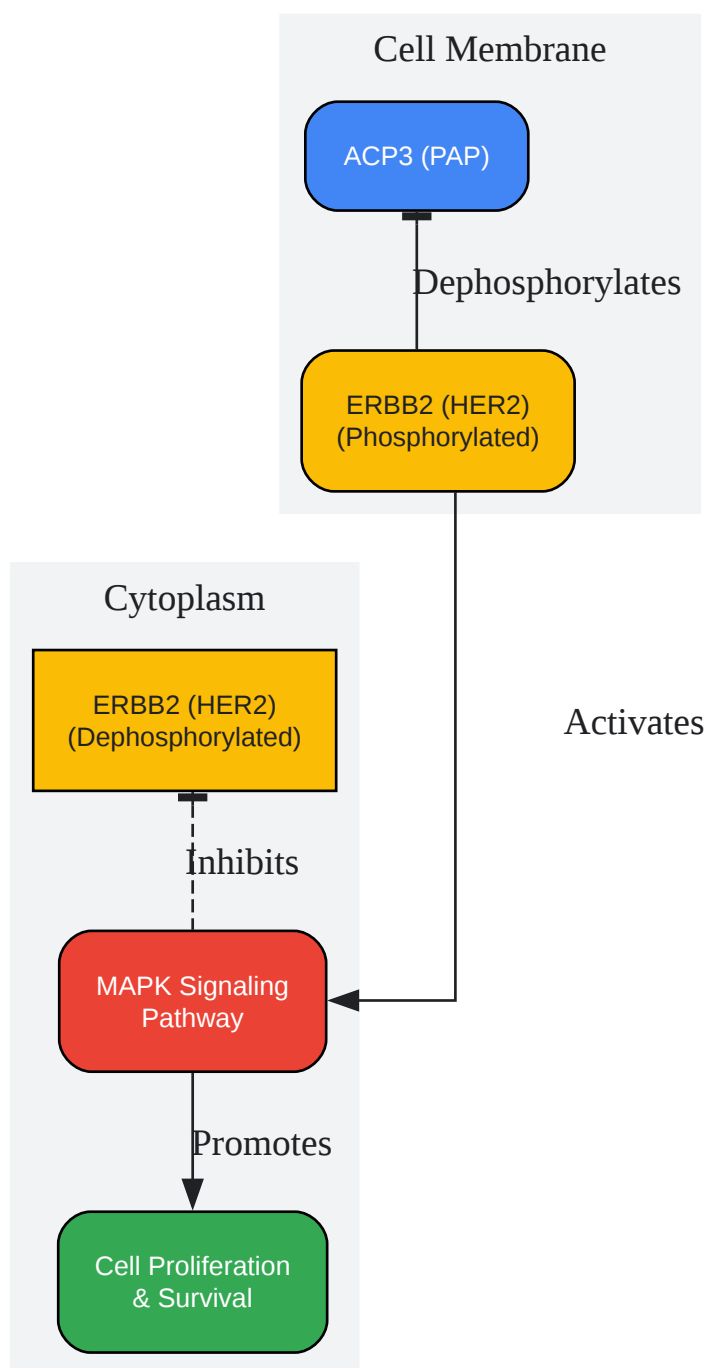 Cell Membrane
ACP3 (PAP)
Dephosphorylates
ERBB2 (HER2)
(Phosphorylated)
Cytoplasm
ERBB2 (HER2)
(Dephosphorylated)
Activates
Inhibits
MAPK Signaling
Pathway
Promotes
Cell Proliferation
& Survival